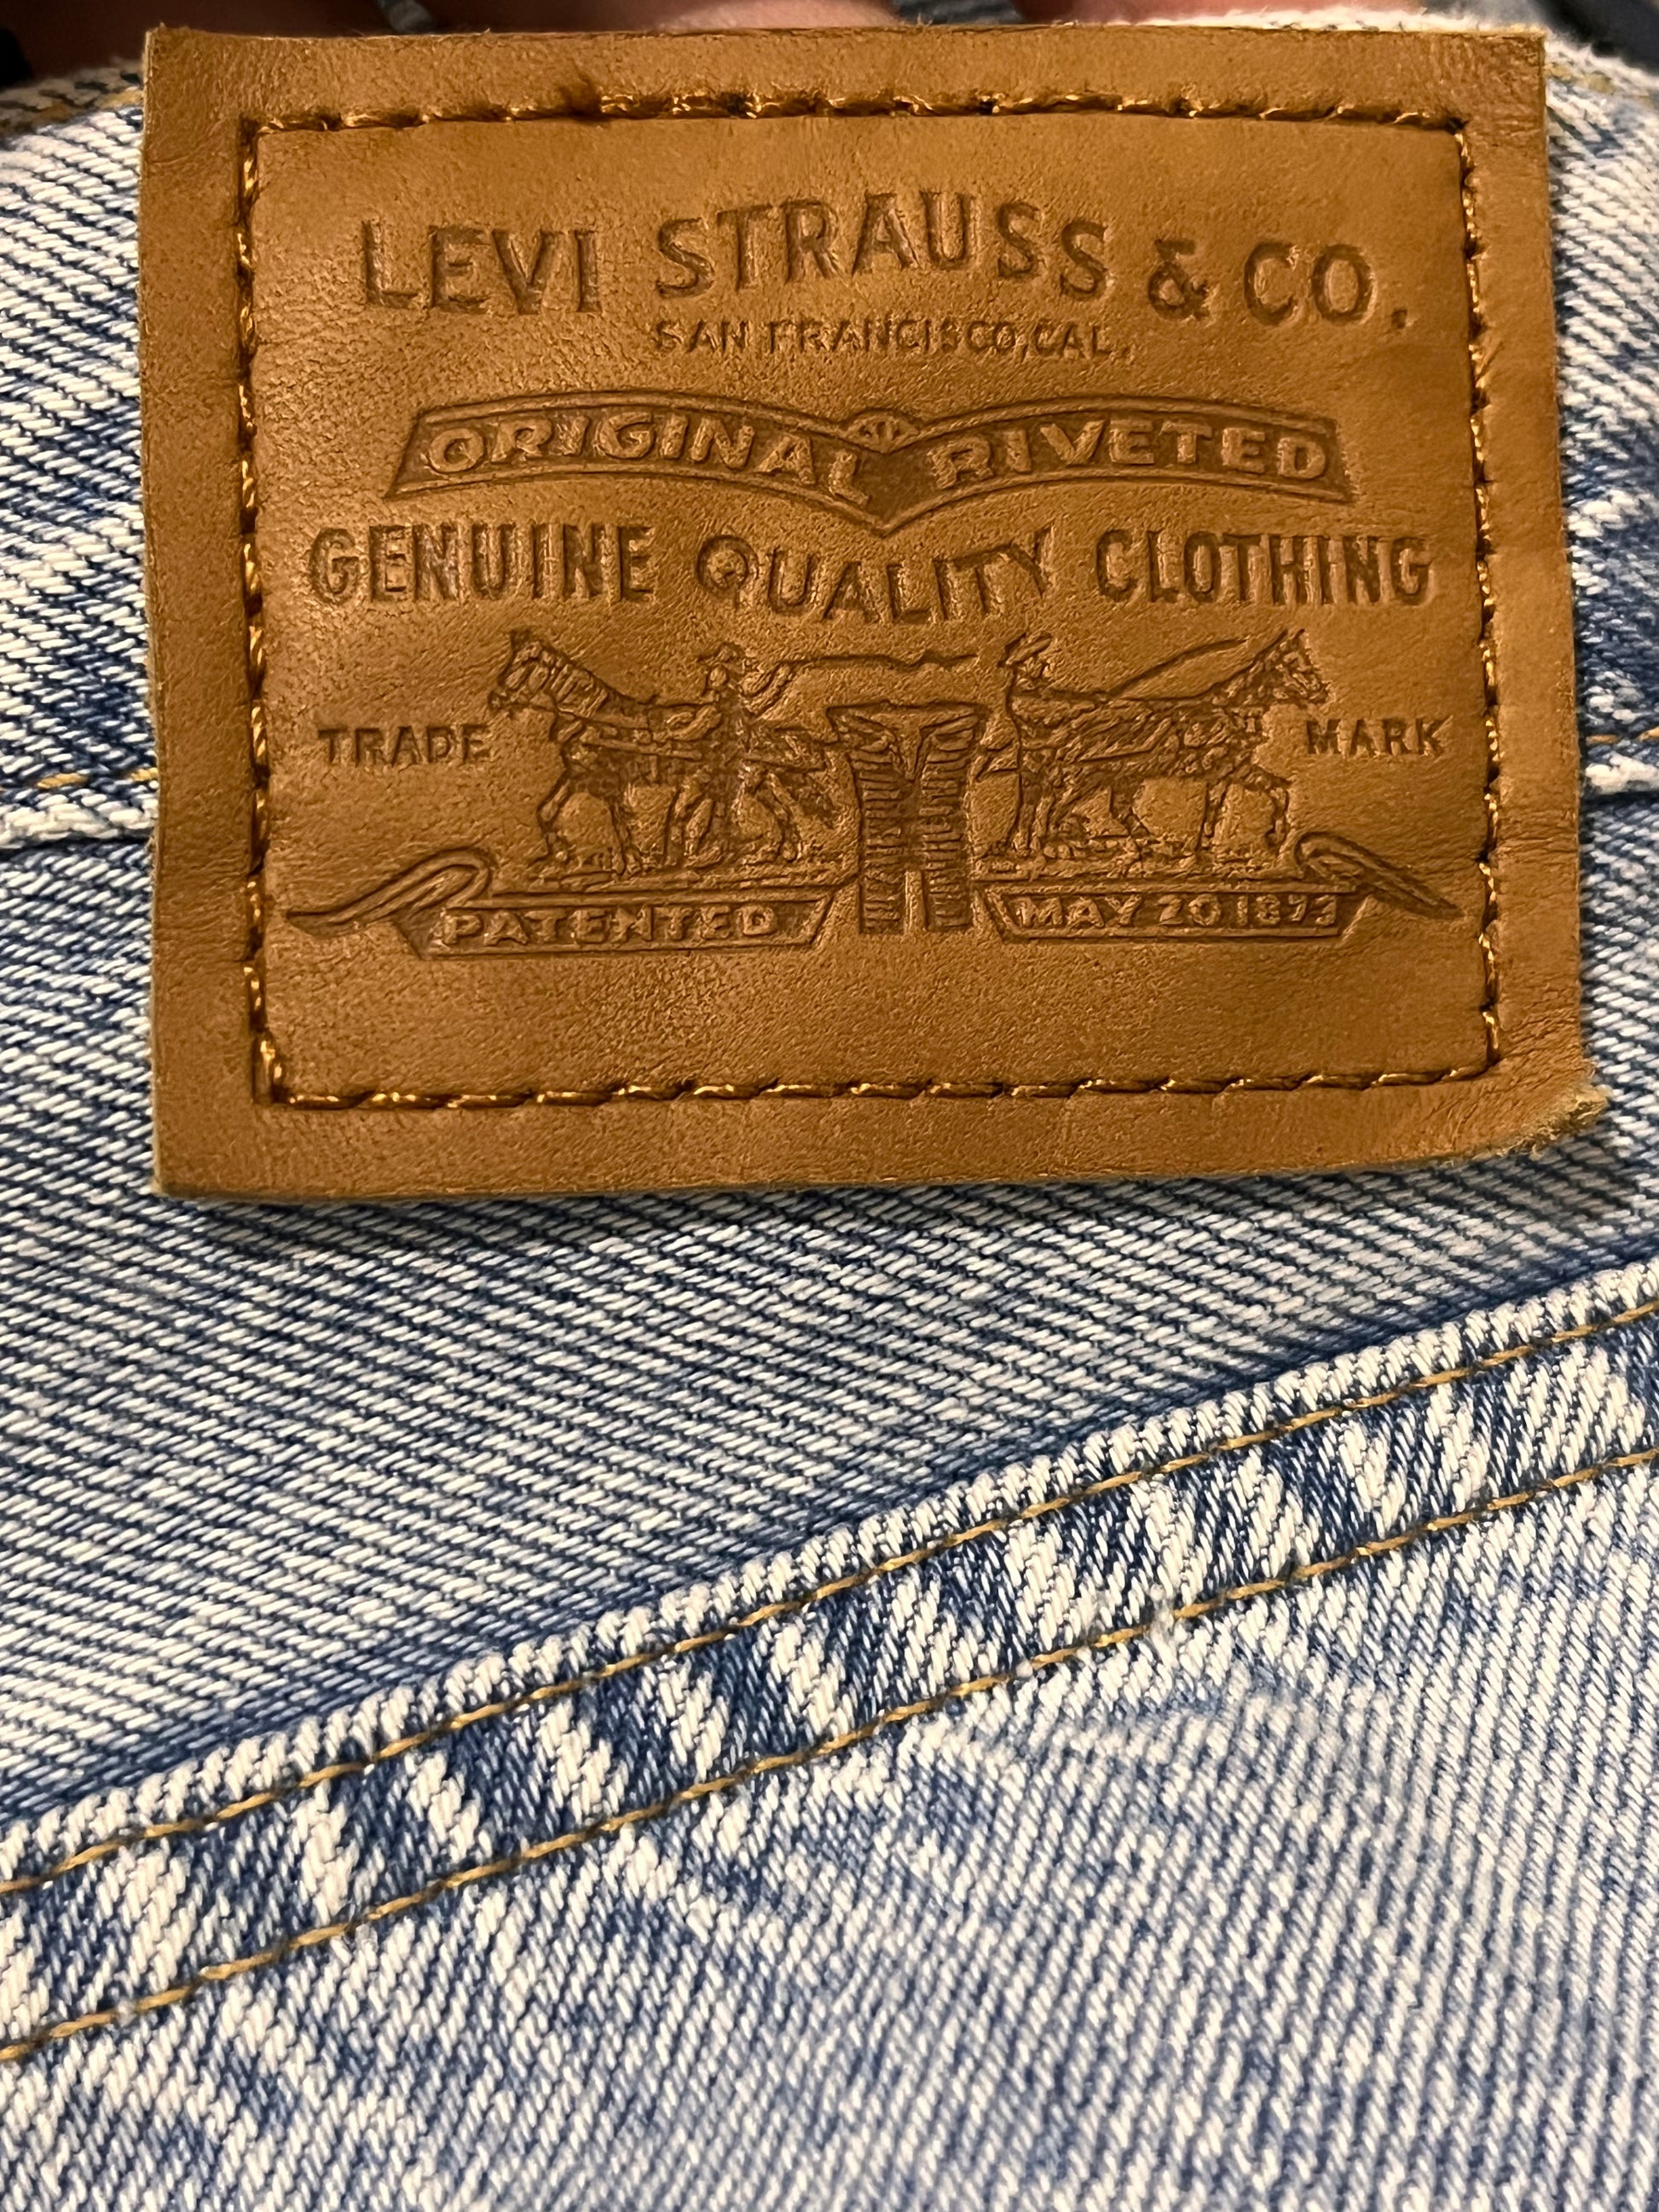 LEVI STRAUSS & CO.
SAN FRANCISCO, CAL.
ORIGINAL RIVETED
GENUINE QUALITY CLOTHING
TRADE MARK
PATENTED MAY 20 1873